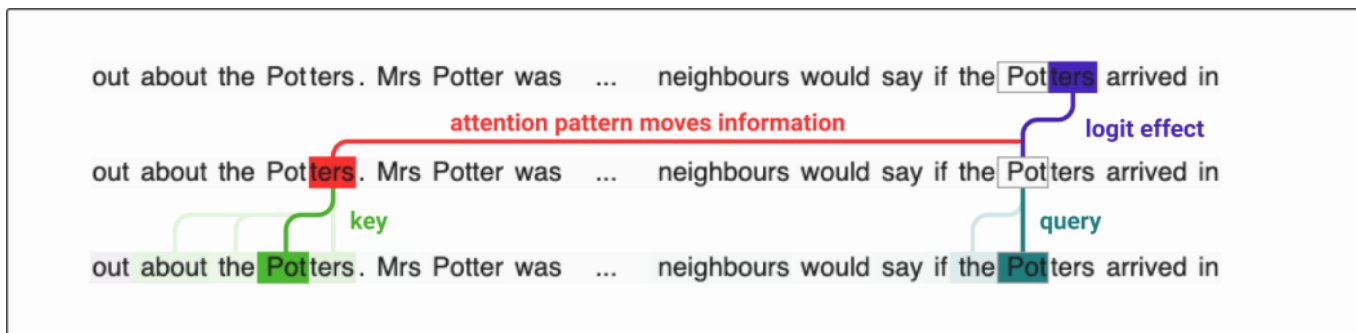 out about the Potters. Mrs Potter was ... neighbours would say if the Potters arrived in
attention pattern moves information
logit effect
out about the Potters. Mrs Potter was ... neighbours would say if the Potters arrived in
key
query
out about the Potters. Mrs Potter was ... neighbours would say if the Potters arrived in